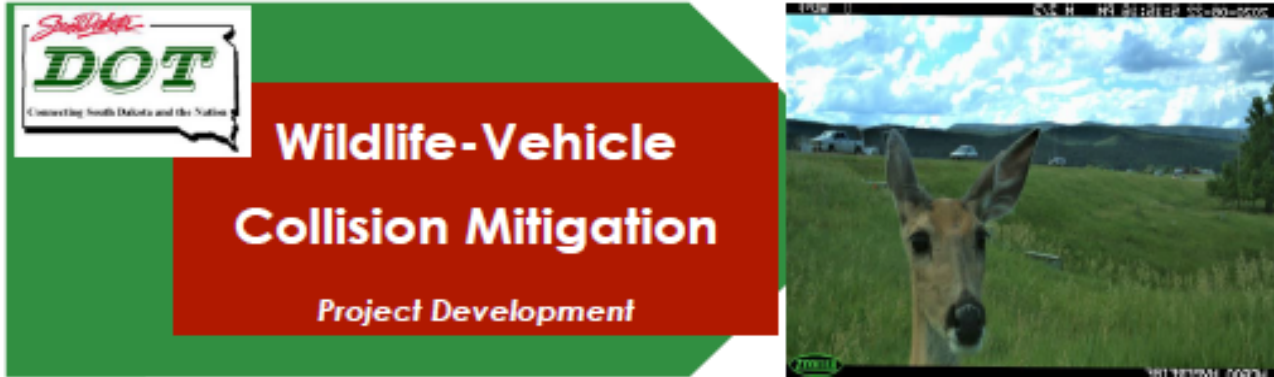 South Dakota
DOT
Connecting South Dakota and the Nation
Wildlife-Vehicle
Collision Mitigation
Project Development